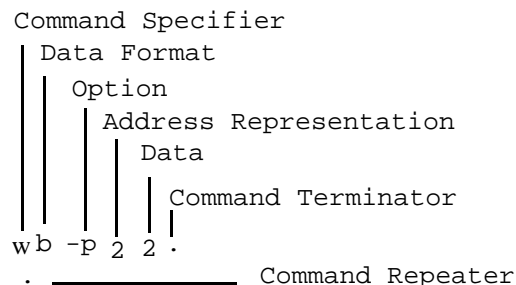 Command Specifier
Data Format
Option
Address Representation
Data
Command Terminator
wb -p 2 2 .
. Command Repeater